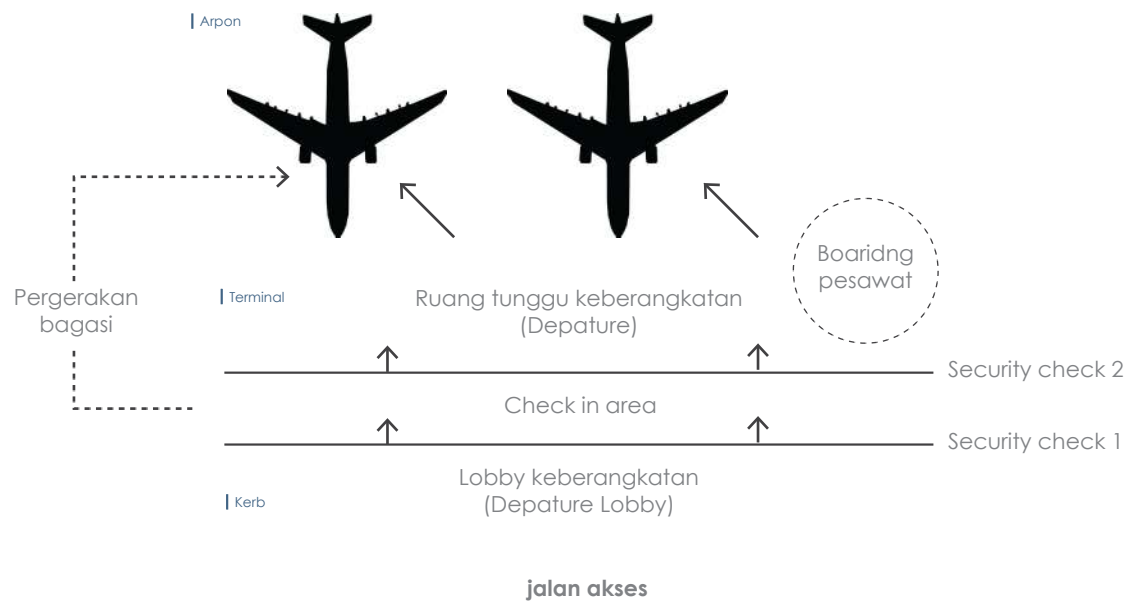 Arpon
Boaridng
pesawat
Pergerakan
bagasi
Terminal
Ruang tunggu keberangkatan
(Depature)
Security check 2
Check in area
Security check 1
Lobby keberangkatan
(Depature Lobby)
Kerb
jalan akses